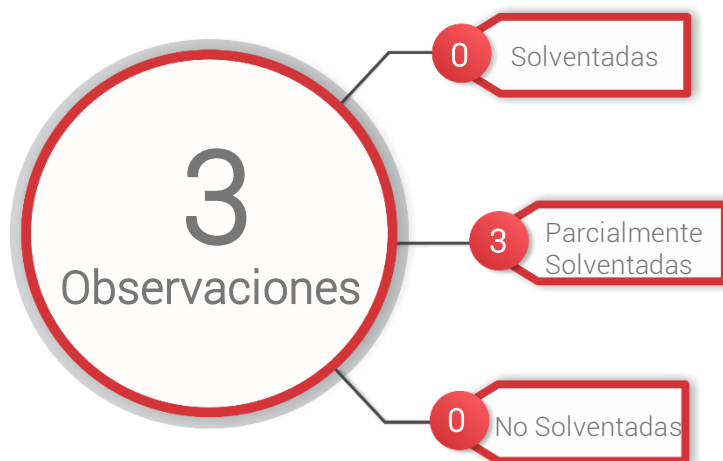 3
Observaciones
0
Solventadas
3
Parcialmente
Solventadas
0
No Solventadas